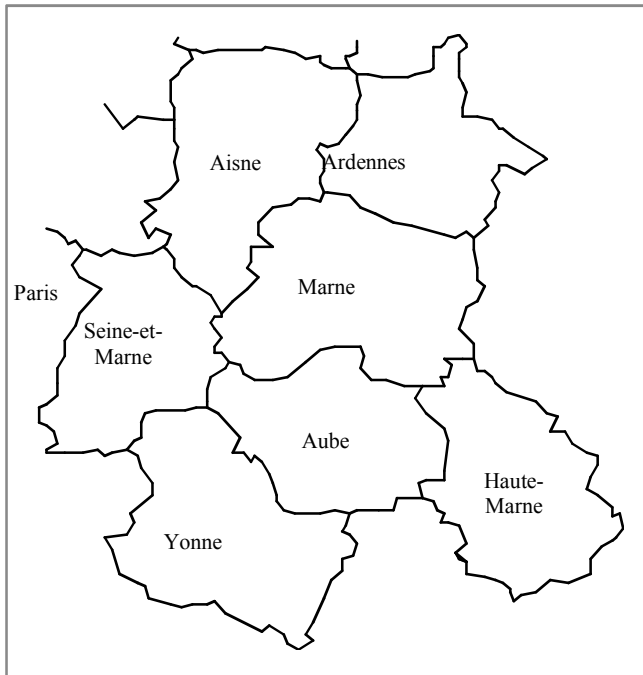 Aisne
Ardennes
Paris
Marne
Seine-et-
Marne
Aube
Haute-
Marne
Yonne